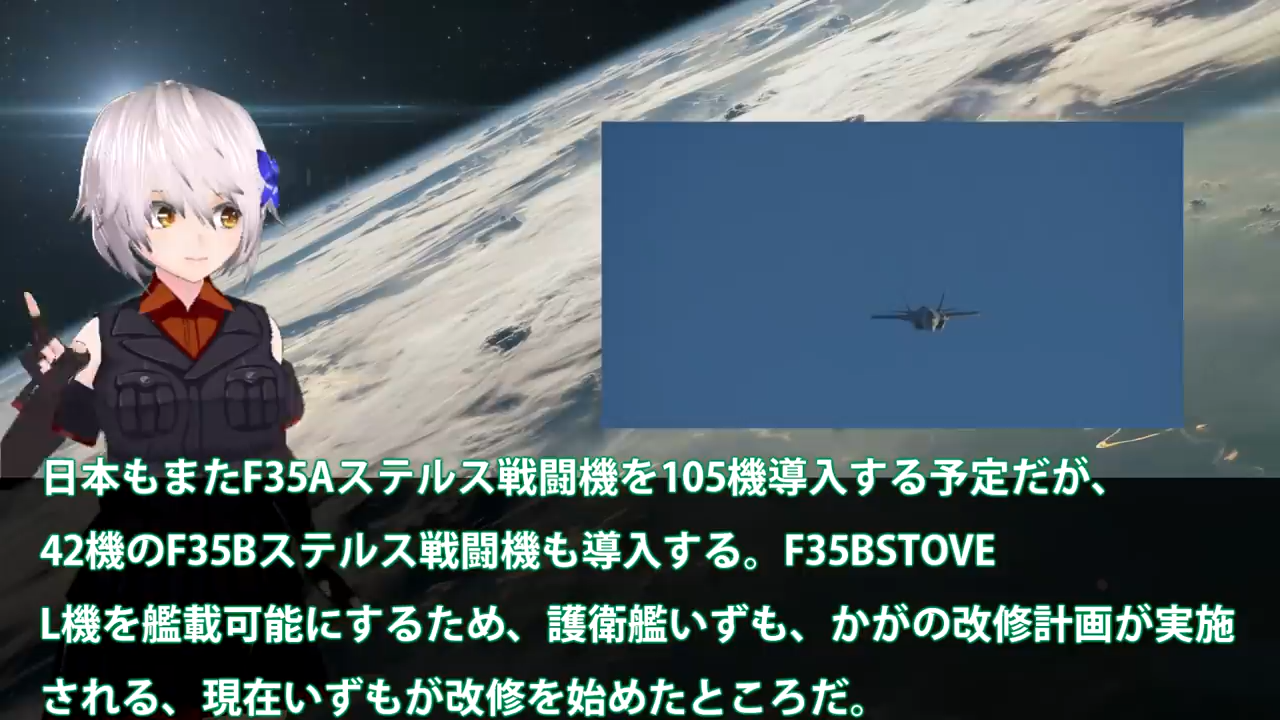 日本もまたF35Aステルス戦闘機を105機導入する予定だが、
42機のF35Bステルス戦闘機も導入する。F35BSTOVE
L機を艦載可能にするため、護衛艦いずも、かがの改修計画が実施
される、現在いずもが改修を始めたところだ。